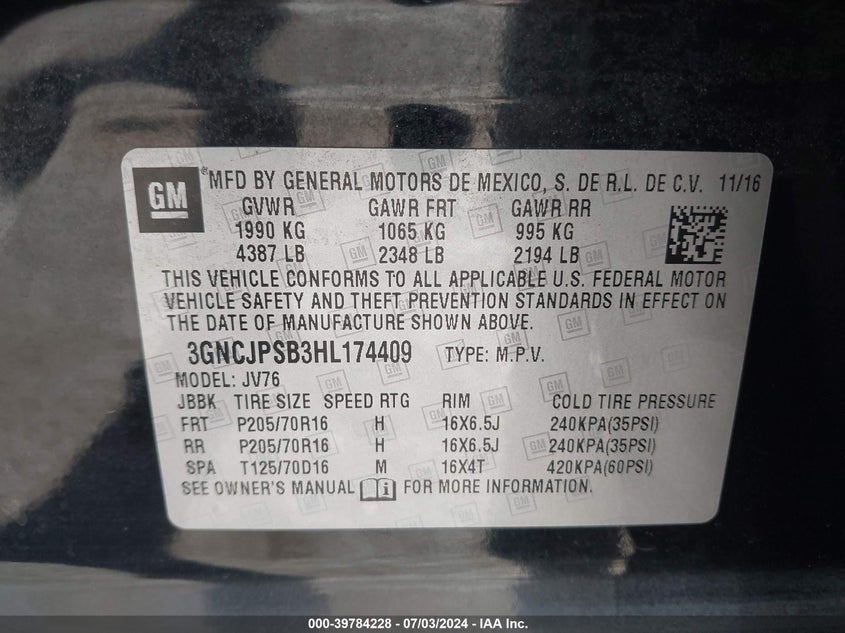 GM ® MFD BY GENERAL MOTORS DE MEXICO, S. DE R.L. DE C.V. 11/16
GVWR GAWR FRT GAWR RR
1990 KG 1065 KG 995 KG
4387 LB 2348 LB 2194 LB
THIS VEHICLE CONFORMS TO ALL APPLICABLE U.S. FEDERAL MOTOR
VEHICLE SAFETY AND THEFT PREVENTION STANDARDS IN EFFECT ON
THE DATE OF MANUFACTURE SHOWN ABOVE.
3GNCJPSB3HL174409 TYPE: M.P.V.
MODEL: JV76
JBBK TIRE SIZE SPEED RTG RIM COLD TIRE PRESSURE
FRT P205/70R16 H 16X6.5J 240KPA(35PSI)
RR P205/70R16 H 16X6.5J 240KPA(35PSI)
SPA T125/70D16 M 16X4T 420KPA(60PSI)
SEE OWNER'S MANUAL FOR MORE INFORMATION.
000-39784228 - 07/03/2024 - IAA Inc.